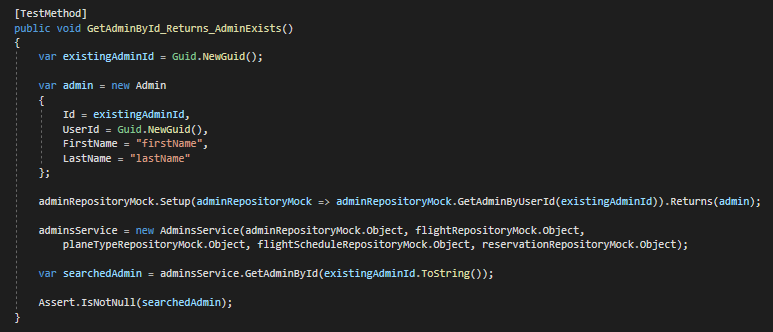 [TestMethod]
public void GetAdminById_Returns_AdminExists()
{
    var existingAdminId = Guid.NewGuid();

    var admin = new Admin
    {
        Id = existingAdminId,
        UserId = Guid.NewGuid(),
        FirstName = "firstName",
        LastName = "lastName"
    };

    adminRepositoryMock.Setup(adminRepositoryMock => adminRepositoryMock.GetAdminByUserId(existingAdminId)).Returns(admin);

    adminsService = new AdminsService(adminRepositoryMock.Object, flightRepositoryMock.Object,
        planeTypeRepositoryMock.Object, flightScheduleRepositoryMock.Object, reservationRepositoryMock.Object);

    var searchedAdmin = adminsService.GetAdminById(existingAdminId.ToString());

    Assert.IsNotNull(searchedAdmin);
}